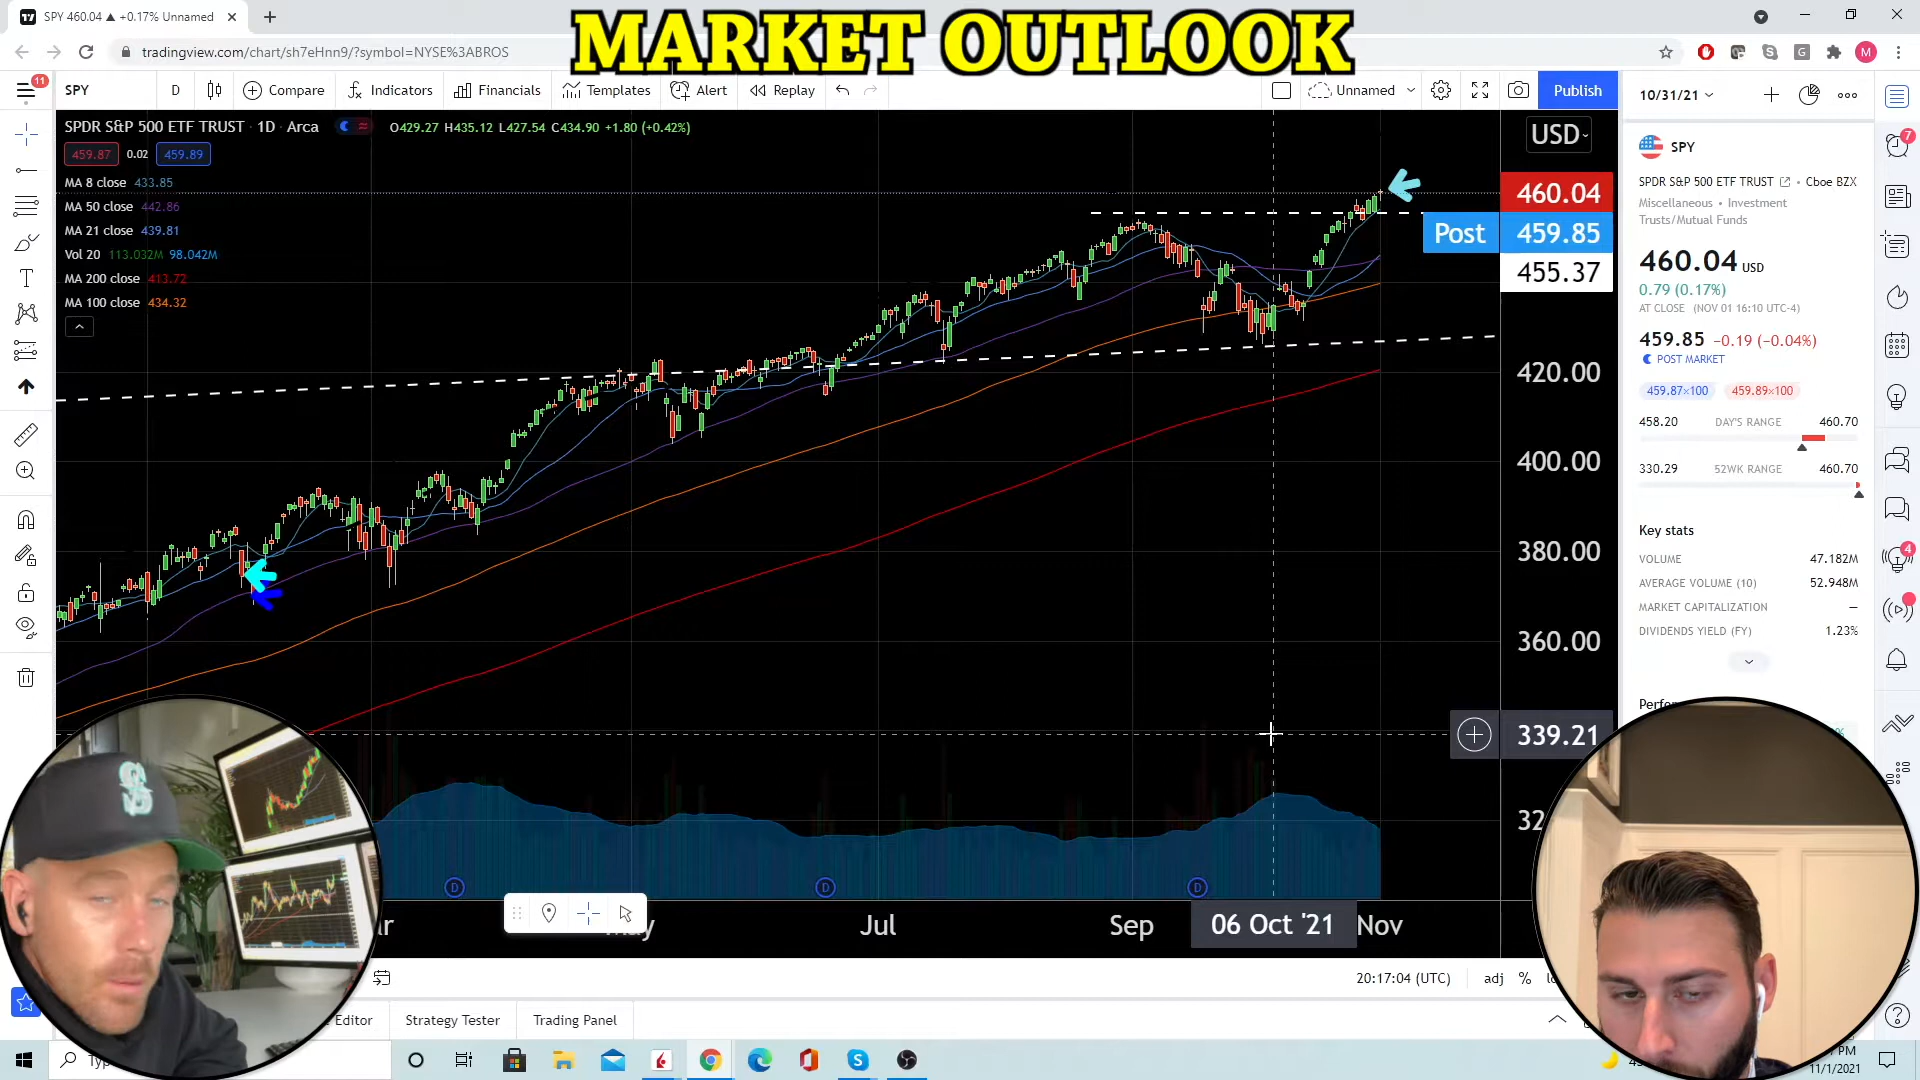 SPY 460.04 ▲ +0.17% Unnamed
MARKET OUTLOOK
tradingview.com/chart/sh7eHnn9/?symbol=NYSE%3ABROS
11
SPY D Compare Indicators Financials Templates Alert Replay Unnamed Publish
10/31/21
SPDR S&P 500 ETF TRUST · 1D · Arca O429.27 H435.12 L427.54 C434.90 +1.80 (+0.42%)
459.87 0.02 459.89
MA 8 close 433.85
MA 50 close 442.86
MA 21 close 439.81
Vol 20 113.032M 98.042M
MA 200 close 413.72
MA 100 close 434.32
USD
460.04
Post 459.85
455.37
420.00
400.00
380.00
360.00
339.21
D D D
Jul Sep 06 Oct '21 Nov
SPY
SPDR S&P 500 ETF TRUST • Cboe BZX
Miscellaneous • Investment
Trusts/Mutual Funds
460.04 USD
0.79 (0.17%)
AT CLOSE (NOV 01 16:10 UTC-4)
459.85 −0.19 (−0.04%)
POST MARKET
459.87×100 459.89×100
458.20 DAY'S RANGE 460.70
330.29 52WK RANGE 460.70
Key stats
VOLUME 47.182M
AVERAGE VOLUME (10) 52.948M
MARKET CAPITALIZATION —
DIVIDENDS YIELD (FY) 1.23%
7
4
20:17:04 (UTC) adj %
Editor Strategy Tester Trading Panel
PM
11/1/2021